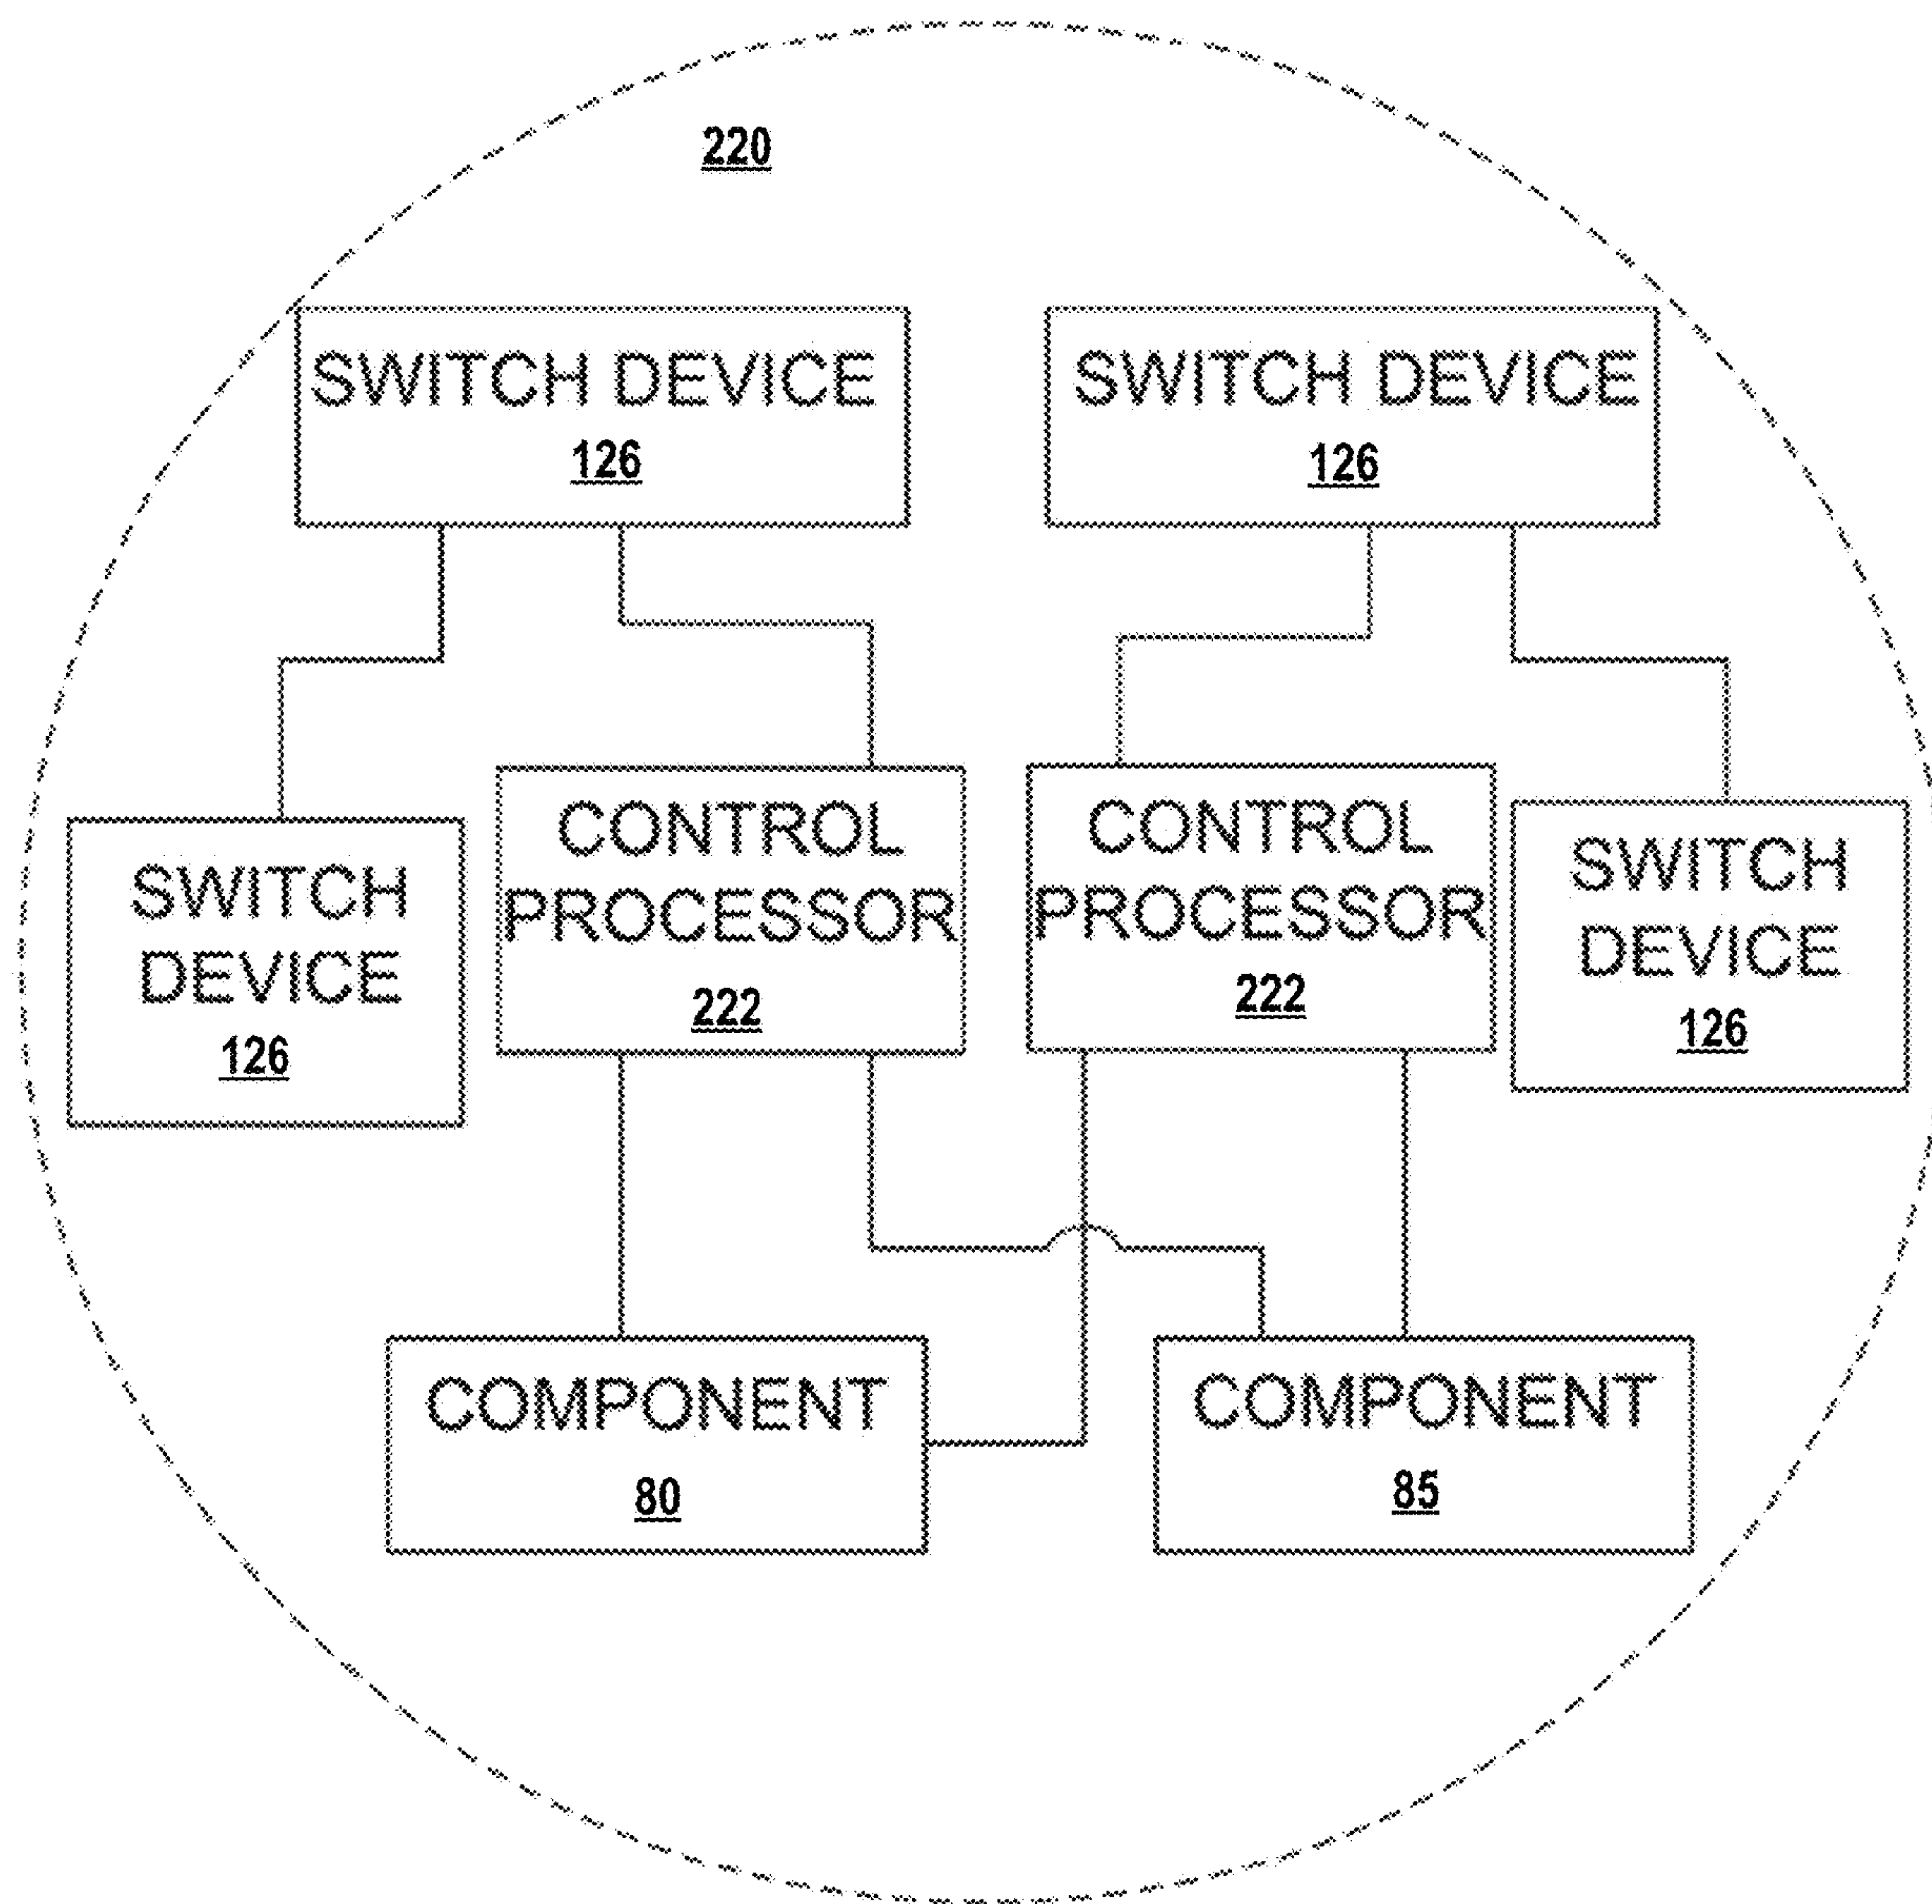 220
SWITCH DEVICE
126
SWITCH DEVICE
126
SWITCH
DEVICE
126
CONTROL
PROCESSOR
222
CONTROL
PROCESSOR
222
SWITCH
DEVICE
126
COMPONENT
80
COMPONENT
85